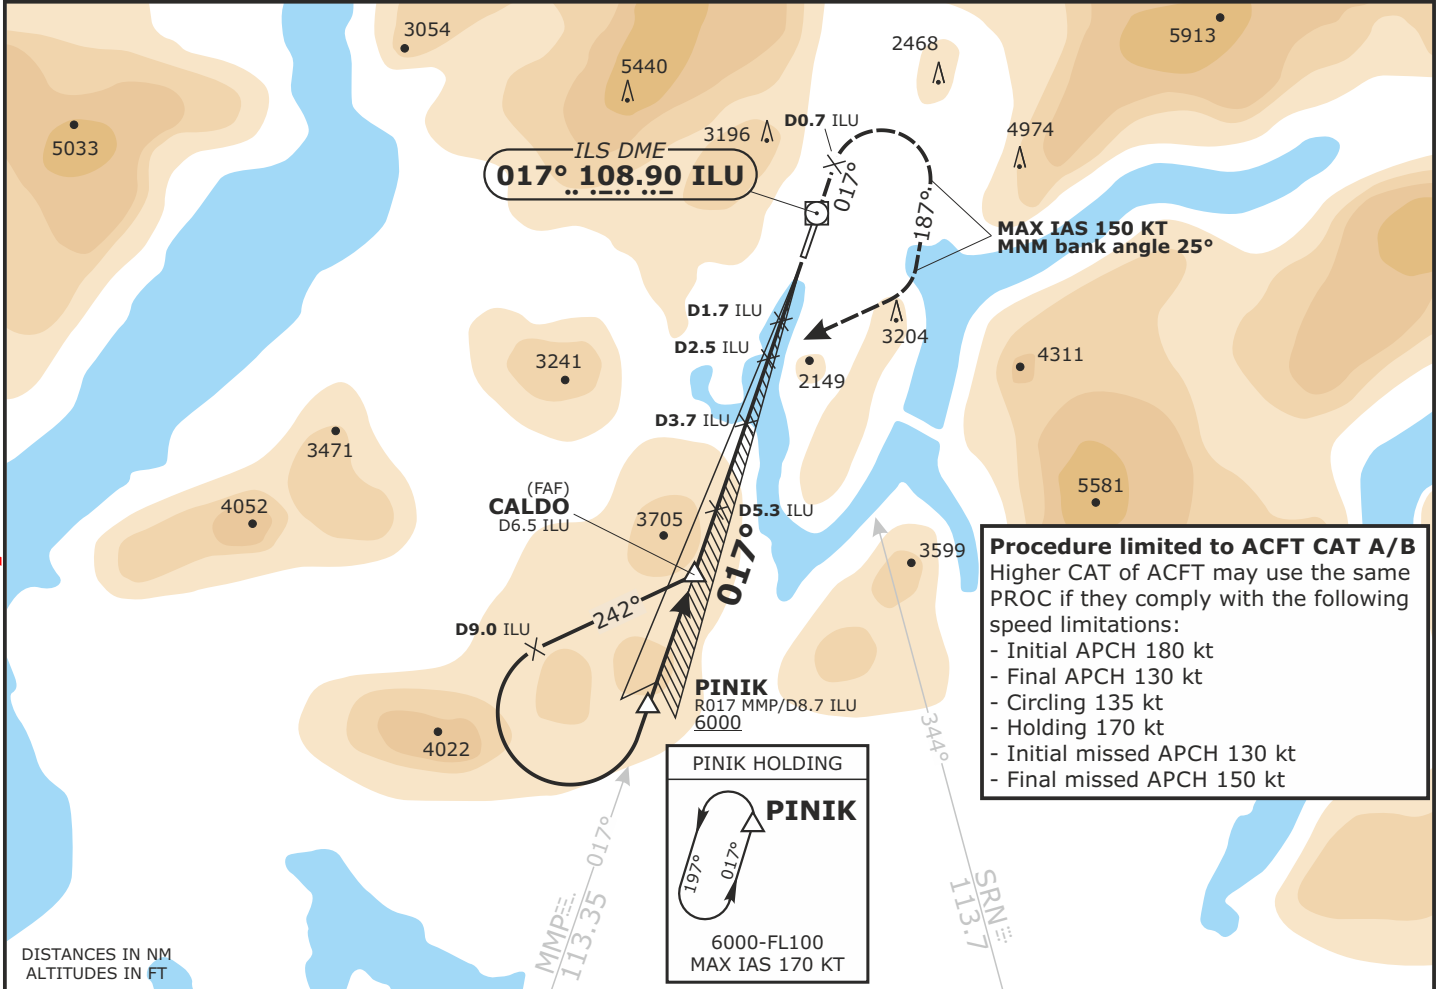 3054
5913
2468
5440
5033
3196
D0.7 ILU
4974
ILS DME
017° 108.90 ILU
017°
187°
MAX IAS 150 KT
MNM bank angle 25°
D1.7 ILU
3204
D2.5 ILU
3241
2149
4311
D3.7 ILU
3471
(FAF)
CALDO
D6.5 ILU
4052
3705
D5.3 ILU
5581
017°
3599
Procedure limited to ACFT CAT A/B
Higher CAT of ACFT may use the same
PROC if they comply with the following
speed limitations:
- Initial APCH 180 kt
- Final APCH 130 kt
- Circling 135 kt
- Holding 170 kt
- Initial missed APCH 130 kt
- Final missed APCH 150 kt
242°
D9.0 ILU
PINIK
R017 MMP/D8.7 ILU
6000
4022
344°
PINIK HOLDING
PINIK
197°
017°
6000-FL100
MAX IAS 170 KT
017°
MMP
113.35
SRN
113.7
DISTANCES IN NM
ALTITUDES IN FT